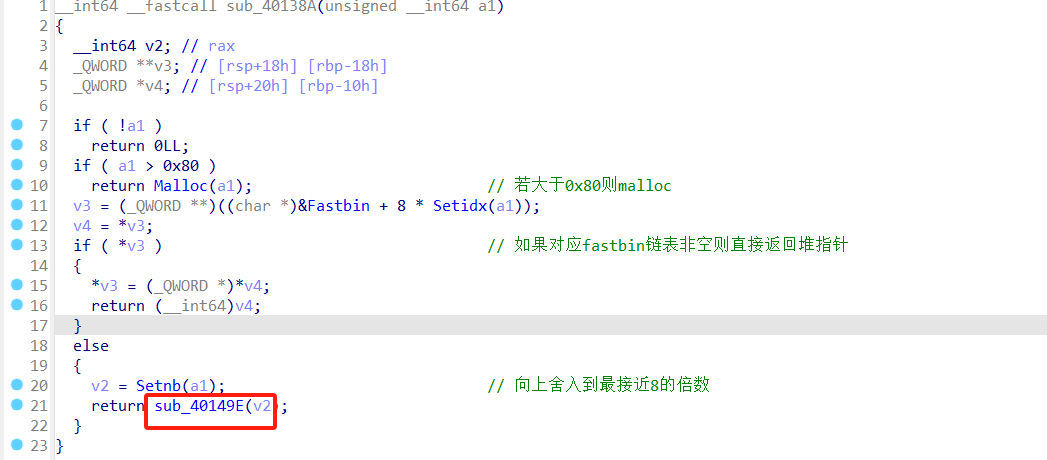 1 __int64 __fastcall sub_40138A(unsigned __int64 a1)
2 {
3 __int64 v2; // rax
4 _QWORD **v3; // [rsp+18h] [rbp-18h]
5 _QWORD *v4; // [rsp+20h] [rbp-10h]
6
7 if ( !a1 )
8 return 0LL;
9 if ( a1 > 0x80 )
10 return Malloc(a1); // 若大于0x80则malloc
11 v3 = (_QWORD **)((char *)&Fastbin + 8 * Setidx(a1));
12 v4 = *v3;
13 if ( *v3 ) // 如果对应fastbin链表非空则直接返回堆指针
14 {
15 *v3 = (_QWORD *)*v4;
16 return (__int64)v4;
17 }
18 else
19 {
20 v2 = Setnb(a1); // 向上舍入到最接近8的倍数
21 return sub_40149E(v2);
22 }
23 }